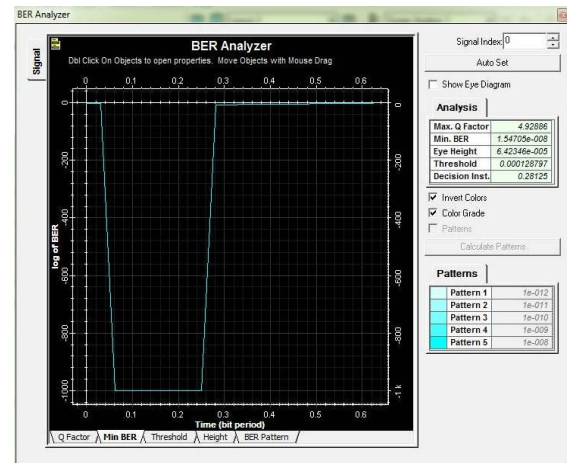 BER Analyzer
Signal
BER Analyzer
Dbl Click On Objects to open properties. Move Objects with Mouse Drag
0 0.1 0.2 0.3 0.4 0.5 0.6
log of BER
0
-200
-400
-600
-800
-1000
0
-200
-400
-600
-800
-1 k
0 0.1 0.2 0.3 0.4 0.5 0.6
Time (bit period)
Q Factor Min BER Threshold Height BER Pattern
Signal Index: 0
Auto Set
Show Eye Diagram
Analysis
Max. Q Factor 4.92886
Min. BER 1.54705e-008
Eye Height 6.42346e-005
Threshold 0.000128797
Decision Inst. 0.28125
Invert Colors
Color Grade
Patterns
Calculate Patterns
Patterns
Pattern 1 1e-012
Pattern 2 1e-011
Pattern 3 1e-010
Pattern 4 1e-009
Pattern 5 1e-008